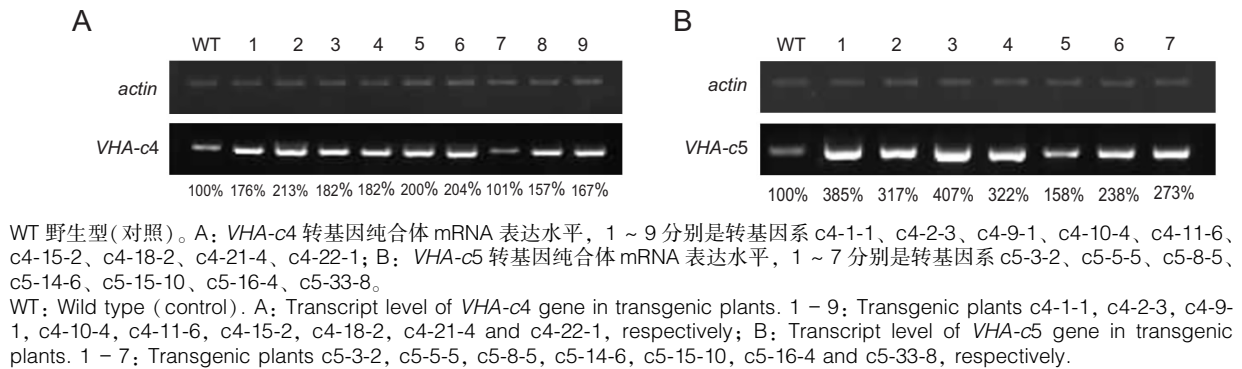 A
B
WT 1 2 3 4 5 6 7 8 9
WT 1 2 3 4 5 6 7
actin
actin
VHA-c4
VHA-c5
100% 176% 213% 182% 182% 200% 204% 101% 157% 167%
100% 385% 317% 407% 322% 158% 238% 273%
WT 野生型(对照)。A: VHA-c4 转基因纯合体 mRNA 表达水平，1 ~ 9 分别是转基因系 c4-1-1、c4-2-3、c4-9-1、c4-10-4、c4-11-6、
c4-15-2、c4-18-2、c4-21-4、c4-22-1; B: VHA-c5 转基因纯合体 mRNA 表达水平，1 ~ 7 分别是转基因系 c5-3-2、c5-5-5、c5-8-5、
c5-14-6、c5-15-10、c5-16-4、c5-33-8。
WT: Wild type (control). A: Transcript level of VHA-c4 gene in transgenic plants. 1 - 9: Transgenic plants c4-1-1, c4-2-3, c4-9-
1, c4-10-4, c4-11-6, c4-15-2, c4-18-2, c4-21-4 and c4-22-1, respectively; B: Transcript level of VHA-c5 gene in transgenic
plants. 1 - 7: Transgenic plants c5-3-2, c5-5-5, c5-8-5, c5-14-6, c5-15-10, c5-16-4 and c5-33-8, respectively.